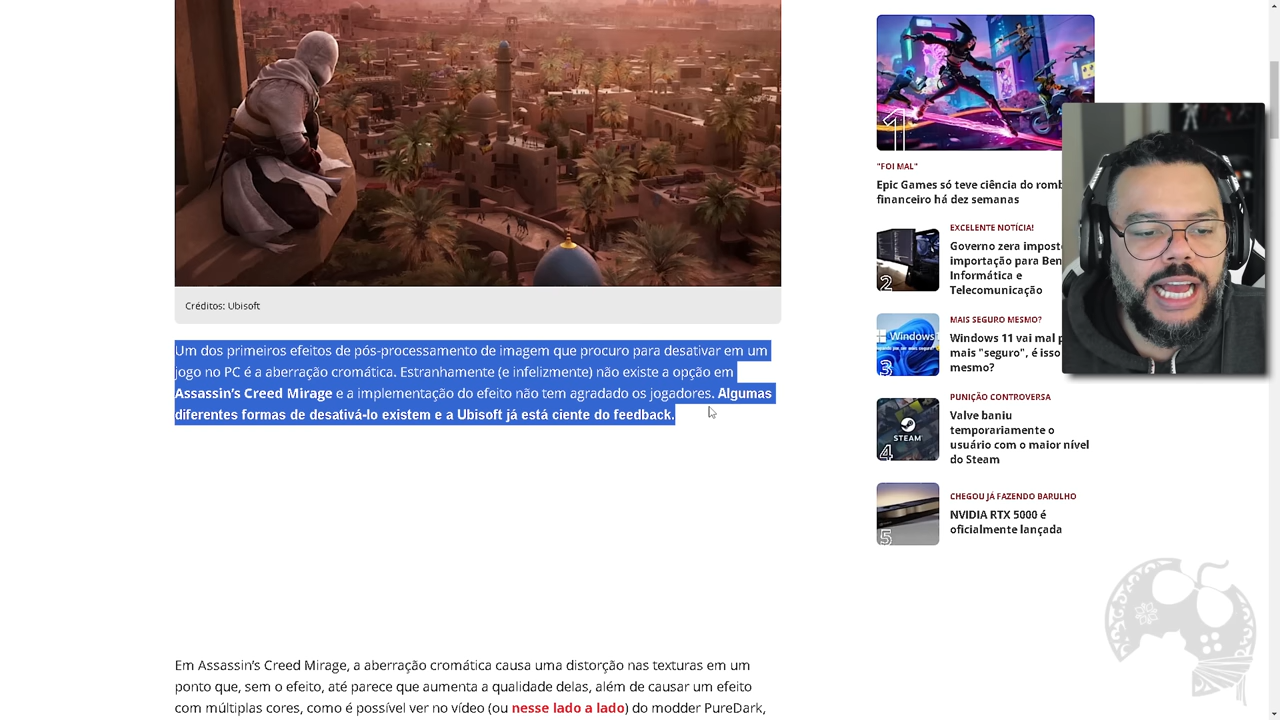 Créditos: Ubisoft
Um dos primeiros efeitos de pós-processamento de imagem que procuro para desativar em um
jogo no PC é a aberração cromática. Estranhamente (e infelizmente) não existe a opção em
Assassin's Creed Mirage e a implementação do efeito não tem agradado os jogadores. Algumas
diferentes formas de desativá-lo existem e a Ubisoft já está ciente do feedback.
Em Assassin's Creed Mirage, a aberração cromática causa uma distorção nas texturas em um
ponto que, sem o efeito, até parece que aumenta a qualidade delas, além de causar um efeito
com múltiplas cores, como é possível ver no vídeo (ou nesse lado a lado) do modder PureDark,
1
"FOI MAL"
Epic Games só teve ciência do
financeiro há dez semanas
2
EXCELENTE NOTÍCIA!
Governo zera
importação para
Informática e
Telecomunicação
3
Windows
MAIS SEGURO MESMO?
Windows 11 vai mal
mais "seguro", é isso
mesmo?
4
STEAM
PUNIÇÃO CONTROVERSA
Valve baniu
temporariamente o
usuário com o maior nível
do Steam
5
CHEGOU JÁ FAZENDO BARULHO
NVIDIA RTX 5000 é
oficialmente lançada